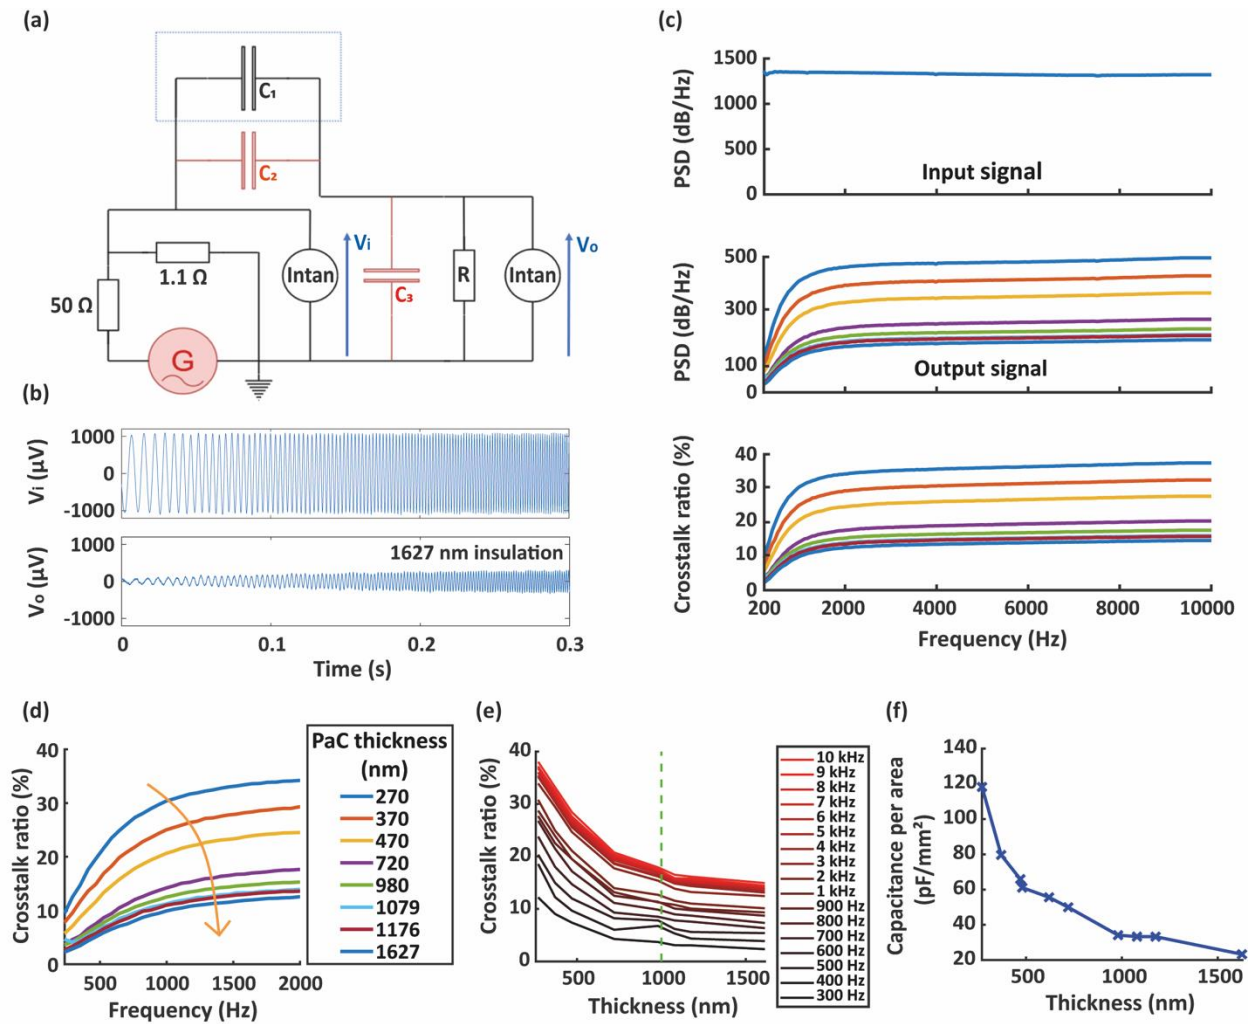 (a)
C₁
C₂
Vi
Vo
Intan
Intan
1.1 Ω
C₃
R
50 Ω
G
(b)
1000
0
-1000
Vi (µV)
1000
0
-1000
Vo (µV)
1627 nm insulation
0
0.1
0.2
0.3
Time (s)
(c)
1500
1000
500
0
PSD (dB/Hz)
Input signal
500
300
100
0
PSD (dB/Hz)
Output signal
40
30
20
10
0
Crosstalk ratio (%)
200
2000
4000
6000
8000
10000
Frequency (Hz)
(d)
40
30
20
10
0
Crosstalk ratio (%)
500
1000
1500
2000
Frequency (Hz)
PaC thickness
(nm)
270
370
470
720
980
1079
1176
1627
(e)
40
30
20
10
0
Crosstalk ratio (%)
500
1000
1500
Thickness (nm)
10 kHz
9 kHz
8 kHz
7 kHz
6 kHz
5 kHz
4 kHz
3 kHz
2 kHz
1 kHz
900 Hz
800 Hz
700 Hz
600 Hz
500 Hz
400 Hz
300 Hz
(f)
140
120
100
80
60
40
20
Capacitance per area
(pF/mm²)
500
1000
1500
Thickness (nm)